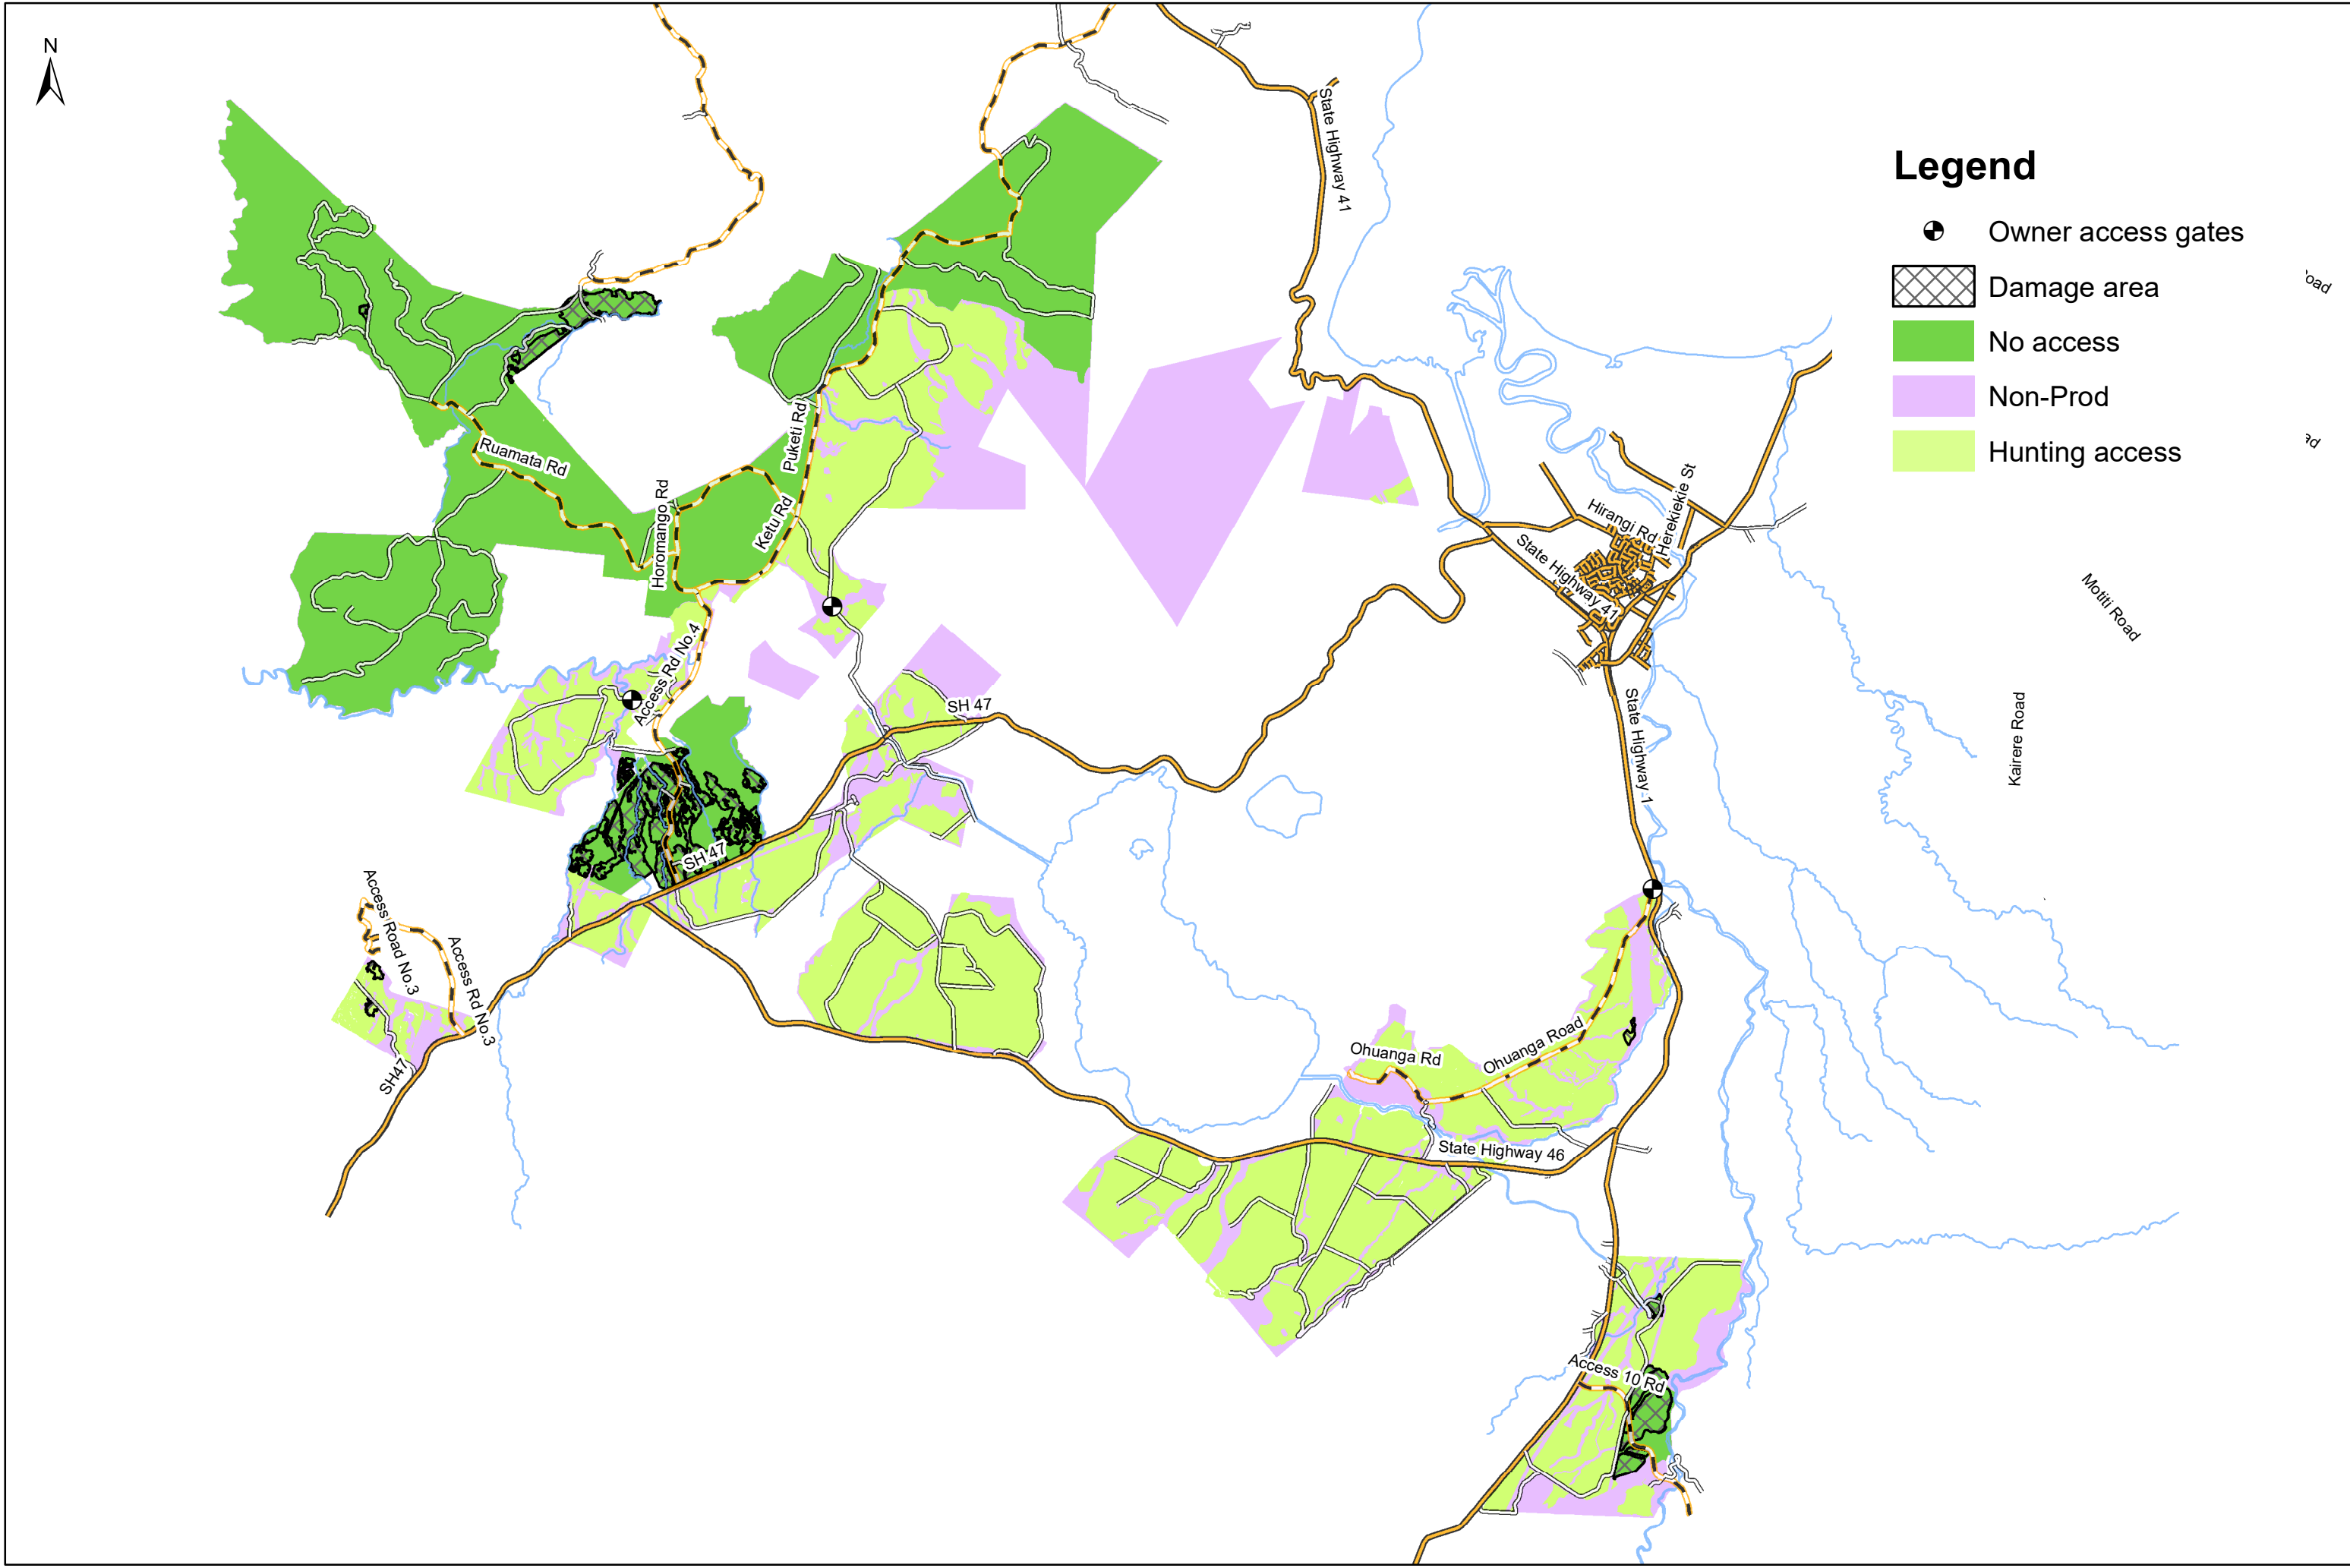 N
State Highway 41
Legend
Owner access gates
Damage area
No access
Non-Prod
Hunting access
oad
ad
Ruamata Rd
Puketi Rd
Horomango Rd
Ketu Rd
Hirangi Rd
Herekiekie St
State Highway 41
Motiti Road
Access Rd No.4
SH 47
State Highway 1
Kairere Road
SH 47
Access Road No.3
Access Rd No.3
SH47
Ohuanga Rd
Ohuanga Road
State Highway 46
Access 10 Rd